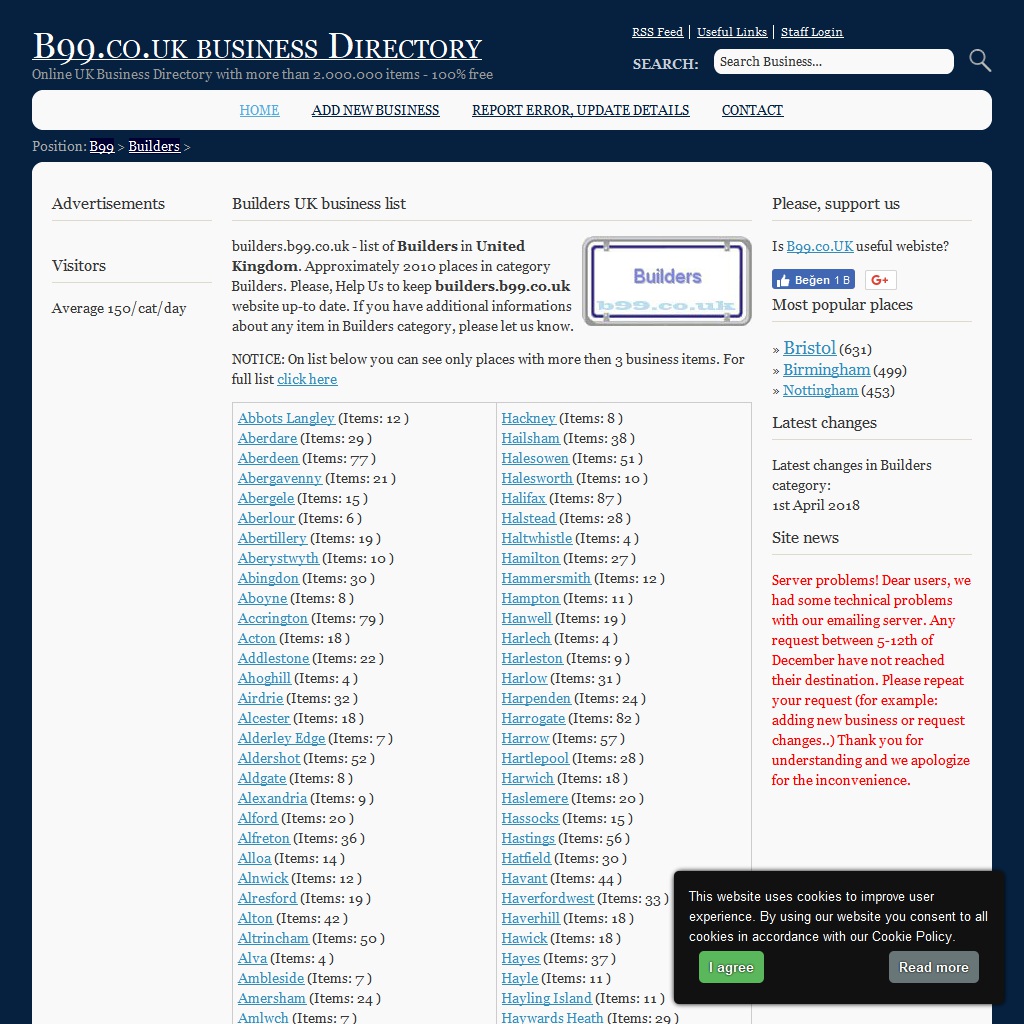 B99.co.uk business Directory
Online UK Business Directory with more than 2.000.000 items - 100% free
RSS Feed | Useful Links | Staff Login
SEARCH: Search Business...
HOME ADD NEW BUSINESS REPORT ERROR, UPDATE DETAILS CONTACT
Position: B99 > Builders >
Advertisements
Visitors
Average 150/cat/day
Builders UK business list
builders.b99.co.uk - list of Builders in United
Kingdom. Approximately 2010 places in category
Builders. Please, Help Us to keep builders.b99.co.uk
website up-to date. If you have additional informations
about any item in Builders category, please let us know.
Builders
b99.co.uk
NOTICE: On list below you can see only places with more then 3 business items. For
full list click here
Abbots Langley (Items: 12 )
Aberdare (Items: 29 )
Aberdeen (Items: 77 )
Abergavenny (Items: 21 )
Abergele (Items: 15 )
Aberlour (Items: 6 )
Abertillery (Items: 19 )
Aberystwyth (Items: 10 )
Abingdon (Items: 30 )
Aboyne (Items: 8 )
Accrington (Items: 79 )
Acton (Items: 18 )
Addlestone (Items: 22 )
Ahoghill (Items: 4 )
Airdrie (Items: 32 )
Alcester (Items: 18 )
Alderley Edge (Items: 7 )
Aldershot (Items: 52 )
Aldgate (Items: 8 )
Alexandria (Items: 9 )
Alford (Items: 20 )
Alfreton (Items: 36 )
Alloa (Items: 14 )
Alnwick (Items: 12 )
Alresford (Items: 19 )
Alton (Items: 42 )
Altrincham (Items: 50 )
Alva (Items: 4 )
Ambleside (Items: 7 )
Amersham (Items: 24 )
Amlwch (Items: 7 )
Hackney (Items: 8 )
Hailsham (Items: 38 )
Halesowen (Items: 51 )
Halesworth (Items: 10 )
Halifax (Items: 87 )
Halstead (Items: 28 )
Haltwhistle (Items: 4 )
Hamilton (Items: 27 )
Hammersmith (Items: 12 )
Hampton (Items: 11 )
Hanwell (Items: 19 )
Harlech (Items: 4 )
Harleston (Items: 9 )
Harlow (Items: 31 )
Harpenden (Items: 24 )
Harrogate (Items: 82 )
Harrow (Items: 57 )
Hartlepool (Items: 28 )
Harwich (Items: 18 )
Haslemere (Items: 20 )
Hassocks (Items: 15 )
Hastings (Items: 56 )
Hatfield (Items: 30 )
Havant (Items: 44 )
Haverfordwest (Items: 33 )
Haverhill (Items: 18 )
Hawick (Items: 18 )
Hayes (Items: 37 )
Hayle (Items: 11 )
Hayling Island (Items: 11 )
Haywards Heath (Items: 29 )
Please, support us
Is B99.co.UK useful webiste?
Beğen 1 B G+
Most popular places
» Bristol (631)
» Birmingham (499)
» Nottingham (453)
Latest changes
Latest changes in Builders
category:
1st April 2018
Site news
Server problems! Dear users, we
had some technical problems
with our emailing server. Any
request between 5-12th of
December have not reached
their destination. Please repeat
your request (for example:
adding new business or request
changes..) Thank you for
understanding and we apologize
for the inconvenience.
This website uses cookies to improve user
experience. By using our website you consent to all
cookies in accordance with our Cookie Policy.
I agree Read more